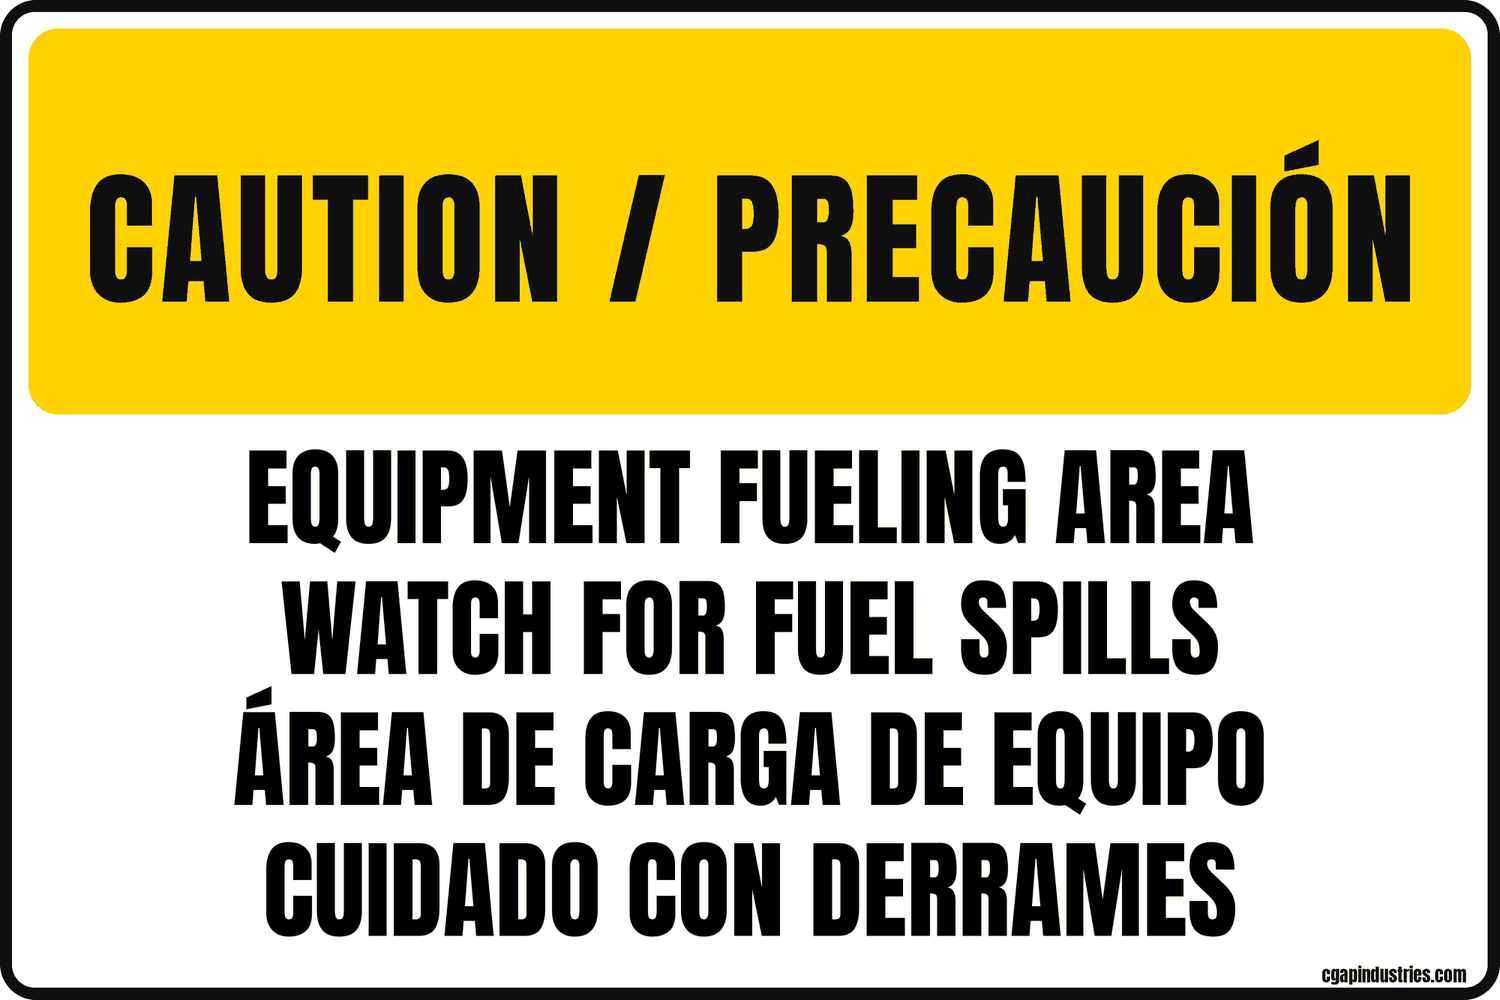 CAUTION / PRECAUCIÓN
EQUIPMENT FUELING AREA
WATCH FOR FUEL SPILLS
ÁREA DE CARGA DE EQUIPO
CUIDADO CON DERRAMES
cgapindustries.com